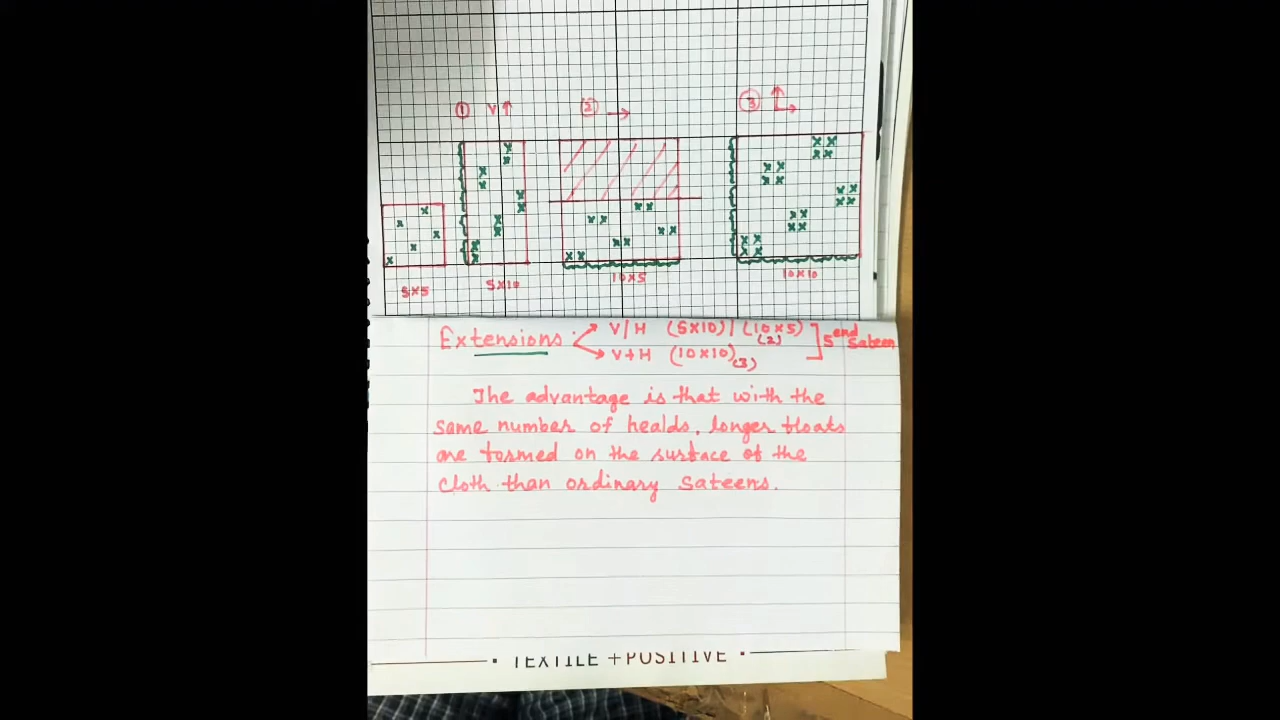 ① V↑ ② → ③
5x5 5x10 10x5 10x10
Extensions V/H (5x10) | (10x5) ] 5 end Sateen
(2)
V+H (10x10) (3)
The advantage is that with the
same number of healds, longer floats
are formed on the surface of the
cloth than ordinary sateens.
• TEXTILE +POSITIVE •